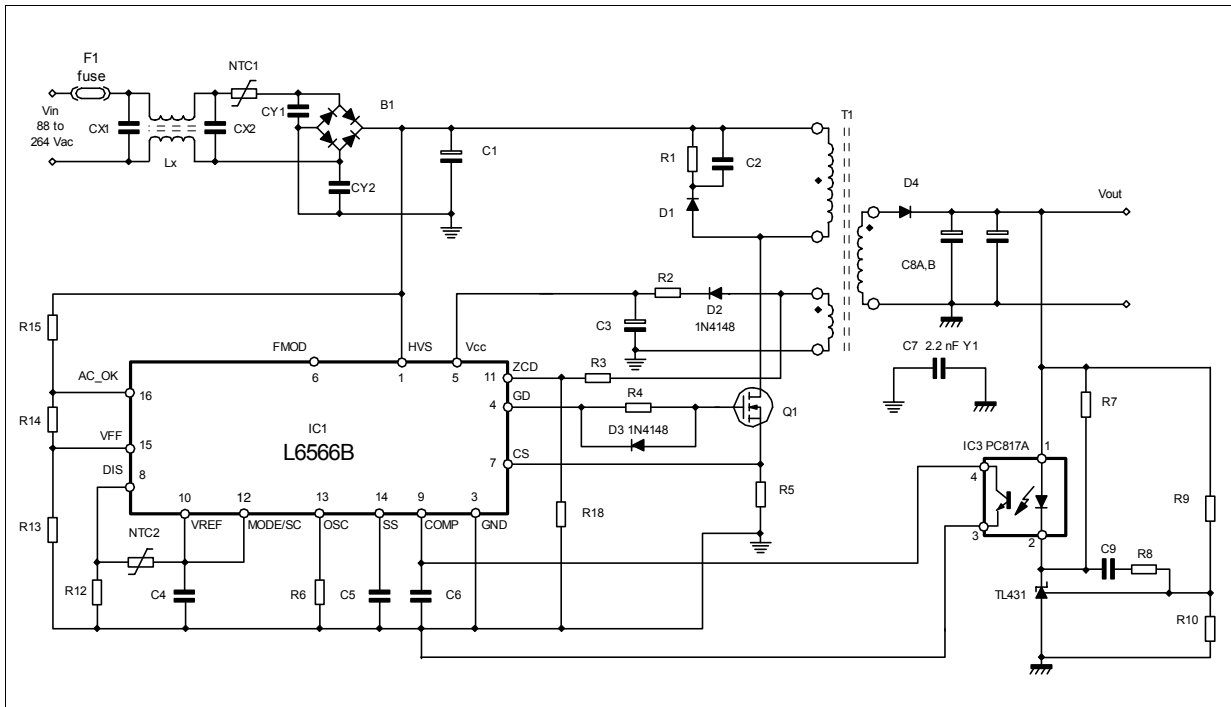 F1
fuse
NTC1
B1
T1
CY1
Vin
88 to
264 Vac
CX1
CX2
Lx
C1
R1
C2
D4
Vout
CY2
D1
C8A,B
R2
D2
1N4148
C3
R15
FMOD
HVS
Vcc
C7 2.2 nF Y1
6
1
5
ZCD
11
R3
AC_OK
16
GD
4
R4
R7
Q1
R14
IC1
L6566B
D3 1N4148
VFF
15
IC3 PC817A
1
DIS
8
CS
7
4
R5
R9
10
12
13
14
9
3
R18
R13
VREF
MODE/SC
OSC
SS
COMP
GND
3
2
NTC2
C9
R8
R12
C4
R6
C5
C6
TL431
R10